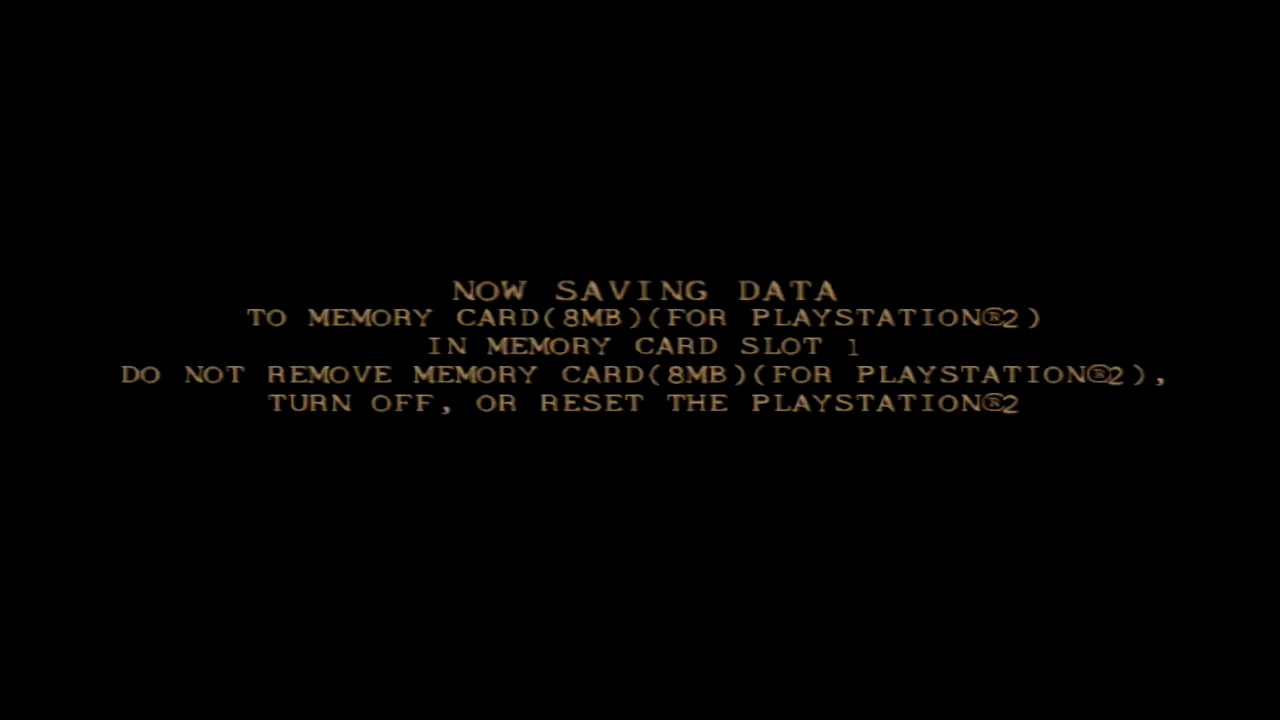 NOW SAVING DATA
TO MEMORY CARD(8MB)(FOR PLAYSTATION®2)
IN MEMORY CARD SLOT 1
DO NOT REMOVE MEMORY CARD(8MB)(FOR PLAYSTATION®2),
TURN OFF, OR RESET THE PLAYSTATION®2